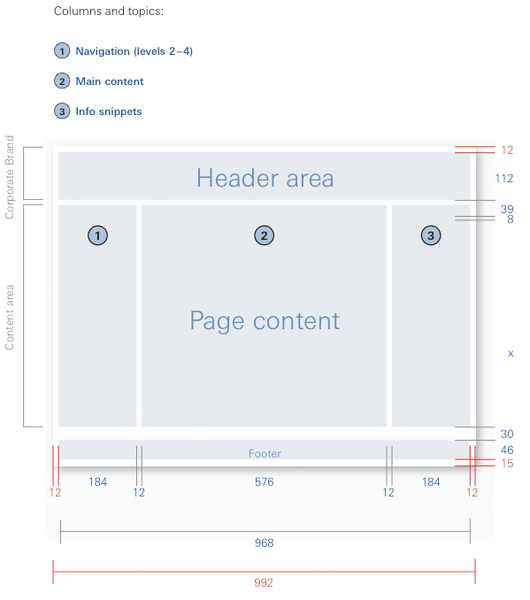 Columns and topics:
1 Navigation (levels 2–4)
2 Main content
3 Info snippets
Corporate Brand
Header area
12
112
39
8
Content area
1
2
3
Page content
x
30
Footer
46
15
12
184
12
576
12
184
12
968
992